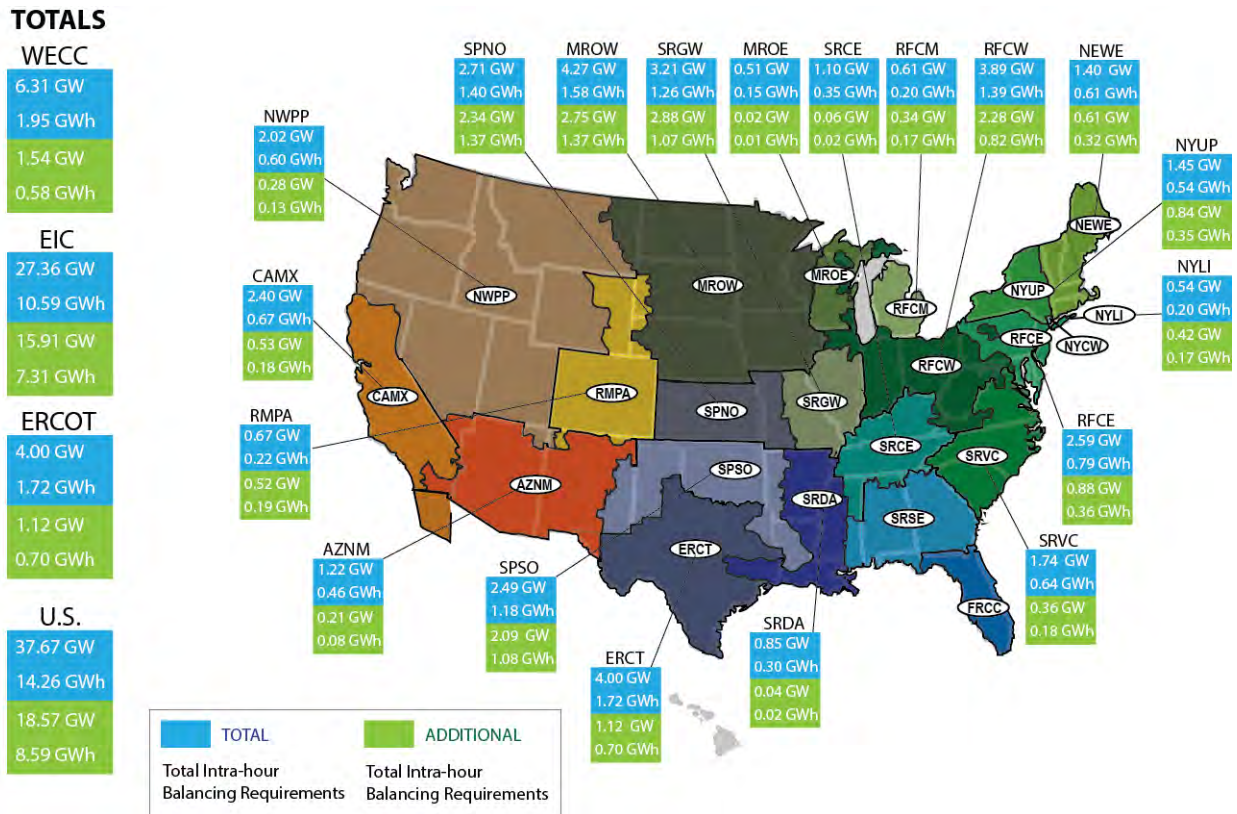 TOTALS
WECC
6.31 GW
1.95 GWh
1.54 GW
0.58 GWh
EIC
27.36 GW
10.59 GWh
15.91 GW
7.31 GWh
ERCOT
4.00 GW
1.72 GWh
1.12 GW
0.70 GWh
U.S.
37.67 GW
14.26 GWh
18.57 GW
8.59 GWh
SPNO
2.71 GW
1.40 GWh
2.34 GW
1.37 GWh
MROW
4.27 GW
1.58 GWh
2.75 GW
1.37 GWh
SRGW
3.21 GW
1.26 GWh
2.88 GW
1.07 GWh
MROE
0.51 GW
0.15 GWh
0.02 GW
0.01 GWh
SRCE
1.10 GW
0.35 GWh
0.06 GW
0.02 GWh
RFCM
0.61 GW
0.20 GWh
0.34 GW
0.17 GWh
RFCW
3.89 GW
1.39 GWh
2.28 GW
0.82 GWh
NEWE
1.40 GW
0.61 GWh
0.61 GW
0.32 GWh
NWPP
2.02 GW
0.60 GWh
0.28 GW
0.13 GWh
NYUP
1.45 GW
0.54 GWh
0.84 GW
0.35 GWh
CAMX
2.40 GW
0.67 GWh
0.53 GW
0.18 GWh
NYLI
0.54 GW
0.20 GWh
0.42 GW
0.17 GWh
RMPA
0.67 GW
0.22 GWh
0.52 GW
0.19 GWh
RFCE
2.59 GW
0.79 GWh
0.88 GW
0.36 GWh
AZNM
1.22 GW
0.46 GWh
0.21 GW
0.08 GWh
SPSO
2.49 GW
1.18 GWh
2.09 GW
1.08 GWh
SRVC
1.74 GW
0.64 GWh
0.36 GW
0.18 GWh
ERCT
4.00 GW
1.72 GWh
1.12 GW
0.70 GWh
SRDA
0.85 GW
0.30 GWh
0.04 GW
0.02 GWh
NEWE
MROE
NWPP
MROW
RFCM
NYUP
NYLI
RFCE
NYCW
RFCW
CAMX
RMPA
SPNO
SRGW
SRCE
SRVC
SPSO
AZNM
SRDA
SRSE
ERCT
FRCC
TOTAL
Total Intra-hour
Balancing Requirements
ADDITIONAL
Total Intra-hour
Balancing Requirements